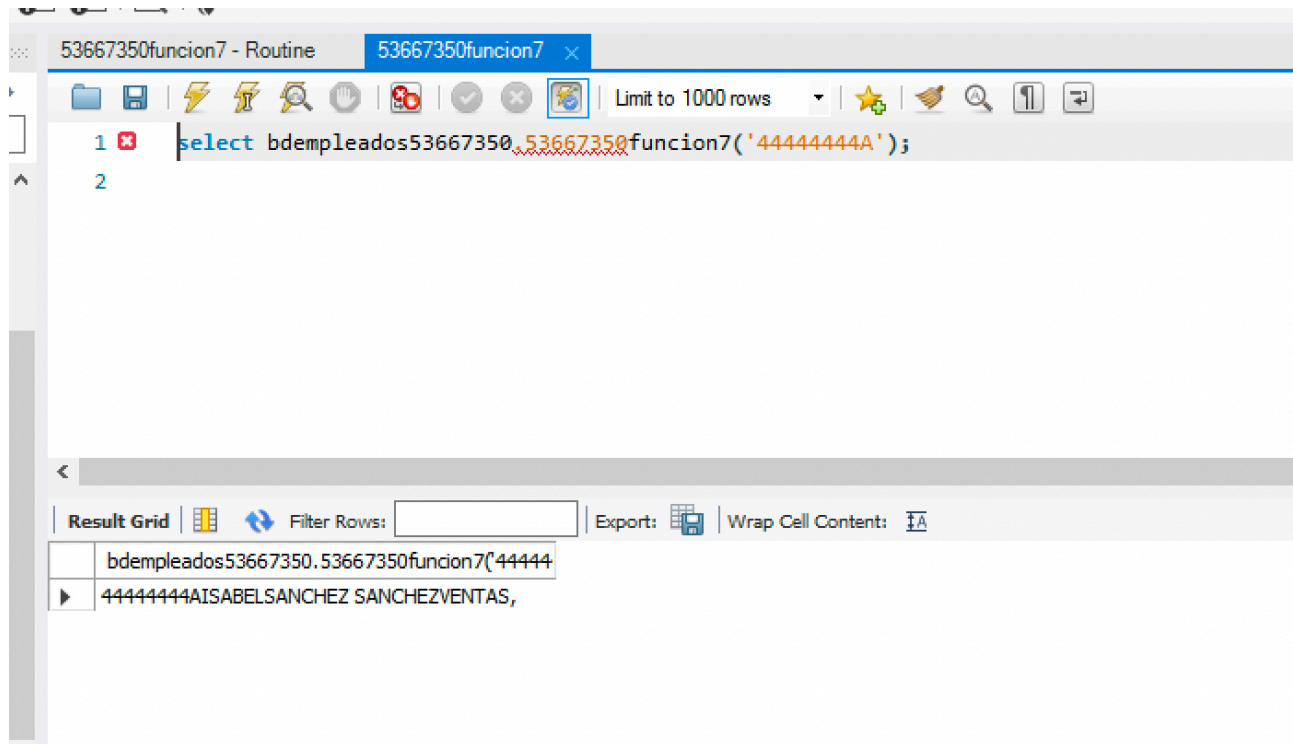 53667350funcion7 - Routine 53667350funcion7
Limit to 1000 rows
1 select bdempleados53667350.53667350funcion7('44444444A');
2
Result Grid Filter Rows: Export: Wrap Cell Content: IA
bdempleados53667350.53667350funcion7('44444
44444444AISABELSANCHEZ SANCHEZVENTAS,